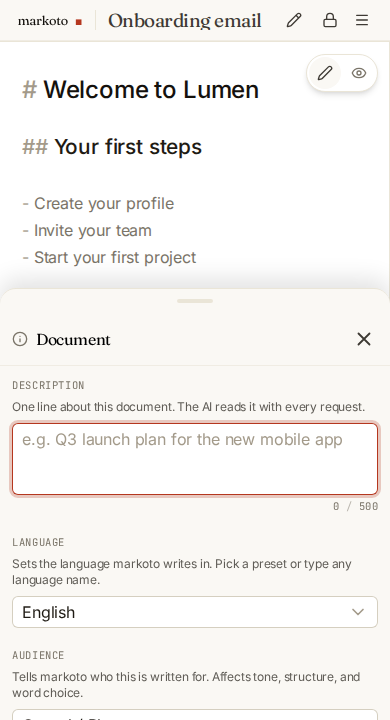 markoto
Onboarding email
# Welcome to Lumen
## Your first steps
- Create your profile
- Invite your team
- Start your first project
Document
DESCRIPTION
One line about this document. The AI reads it with every request.
e.g. Q3 launch plan for the new mobile app
0 / 500
LANGUAGE
Sets the language markoto writes in. Pick a preset or type any
language name.
English
AUDIENCE
Tells markoto who this is written for. Affects tone, structure, and
word choice.